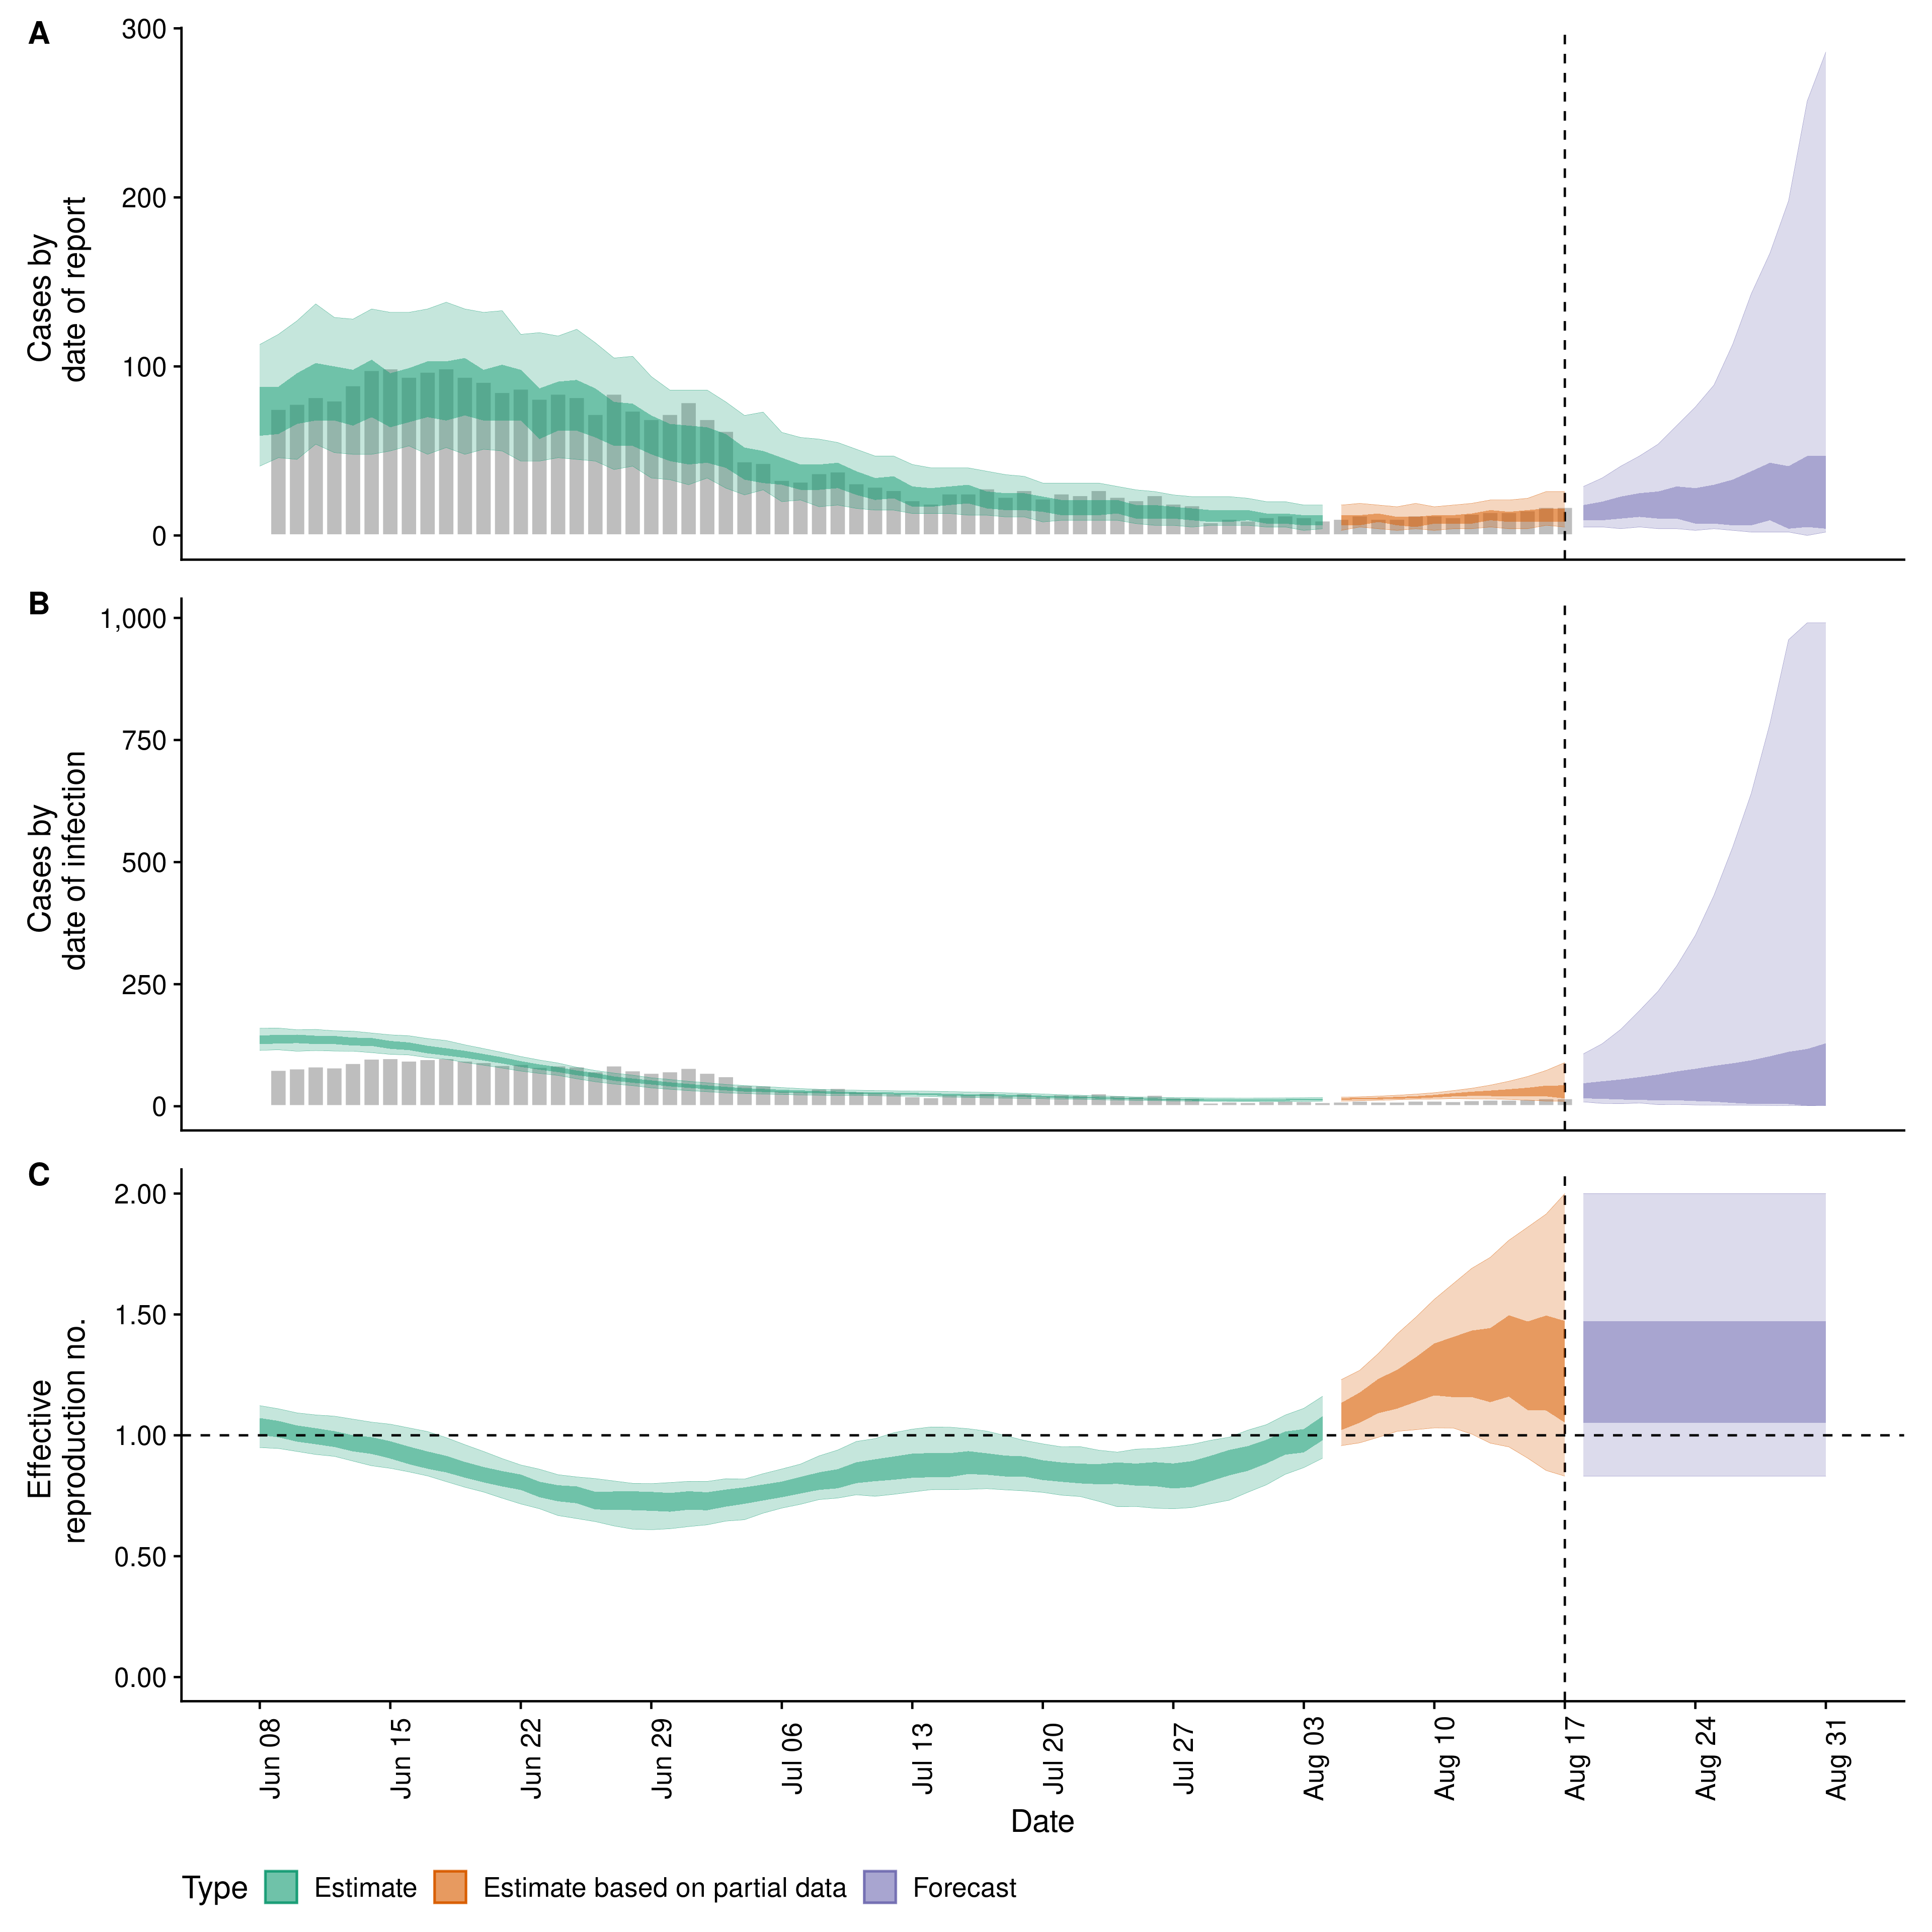 A
Cases by
date of report
300
200
100
0
B
Cases by
date of infection
1,000
750
500
250
0
C
Effective
reproduction no.
2.00
1.50
1.00
0.50
0.00
Jun 08
Jun 15
Jun 22
Jun 29
Jul 06
Jul 13
Jul 20
Jul 27
Aug 03
Aug 10
Aug 17
Aug 24
Aug 31
Date
Type Estimate Estimate based on partial data Forecast